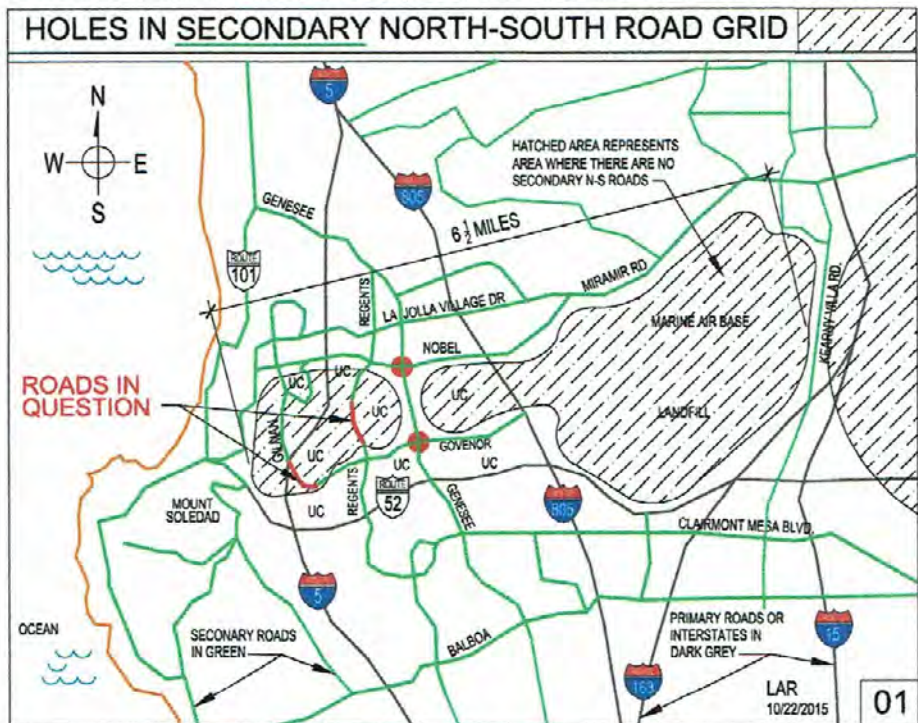 HOLES IN SECONDARY NORTH-SOUTH ROAD GRID
N
W E
S
5
805
HATCHED AREA REPRESENTS
AREA WHERE THERE ARE NO
SECONDARY N-S ROADS
GENESEE
6 1/2 MILES
ROUTE
101
REGENTS
LA JOLLA VILLAGE DR
MIRAMIR RD
KEARNY VILLA RD
MARINE AIR BASE
NOBEL
ROADS IN
QUESTION
UC
UC
UC
UC
LANDFILL
GILMAN
UC
GOVENOR
UC
UC
REGENTS
ROUTE
52
UC
GENESEE
MOUNT
SOLEDAD
805
CLAIRMONT MESA BLVD.
5
OCEAN
SECONARY ROADS
IN GREEN
BALBOA
PRIMARY ROADS OR
INTERSTATES IN
DARK GREY
15
163
LAR
10/22/2015
01